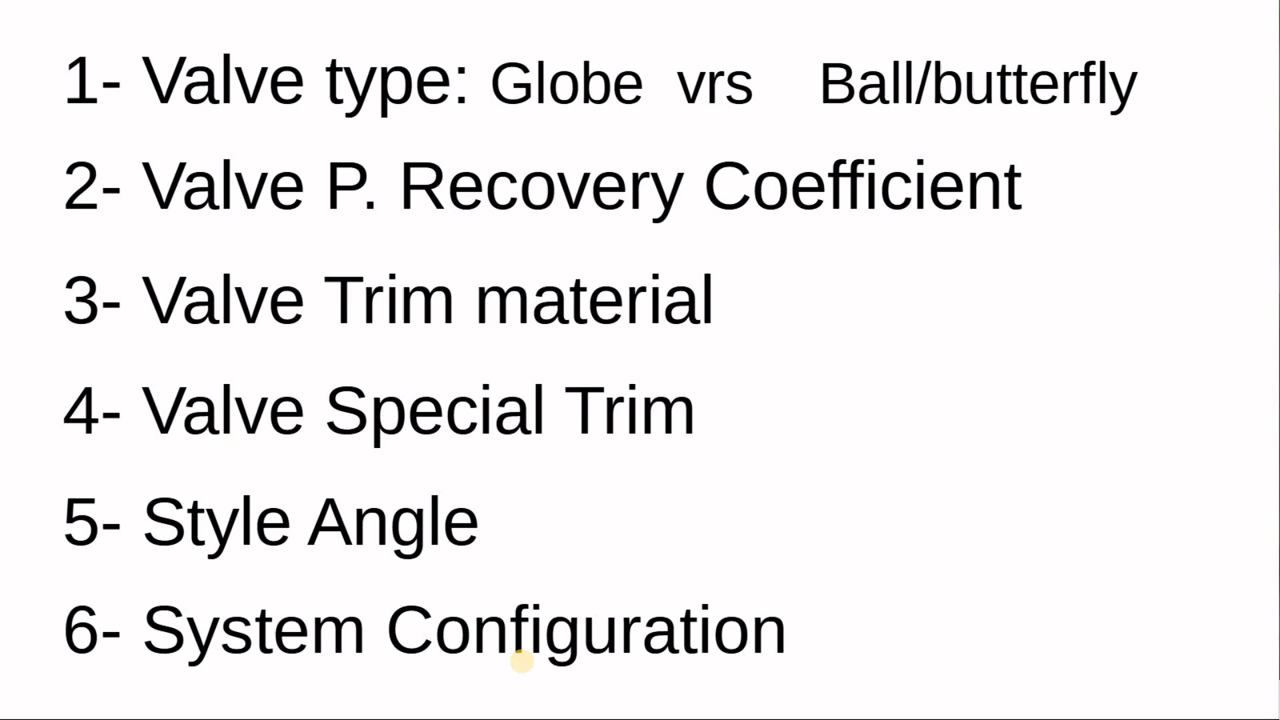 1- Valve type: Globe vrs Ball/butterfly
2- Valve P. Recovery Coefficient
3- Valve Trim material
4- Valve Special Trim
5- Style Angle
6- System Configuration